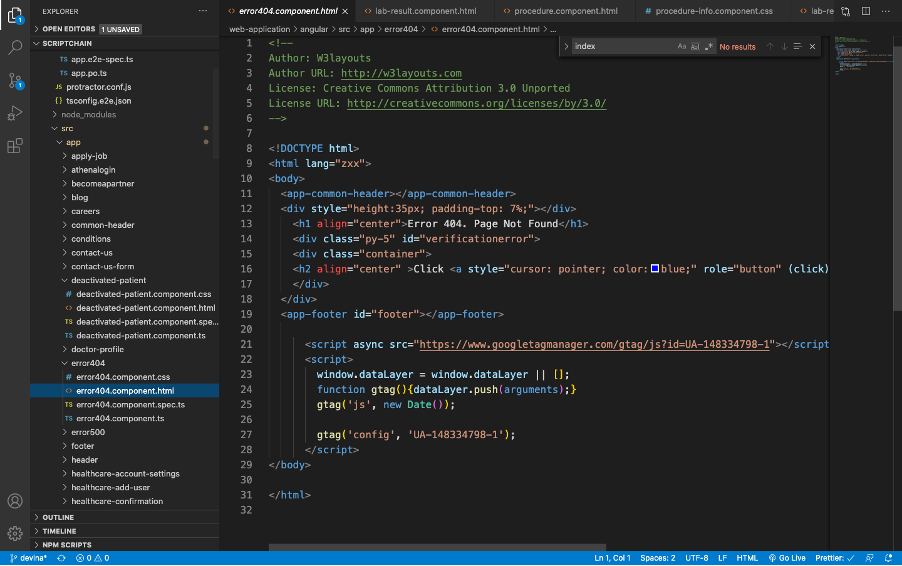 EXPLORER
OPEN EDITORS 1 UNSAVED
SCRIPTCHAIN
TS app.e2e-spec.ts
TS app.po.ts
JS protractor.conf.js
{} tsconfig.e2e.json
node_modules
src
app
apply-job
athenalogin
becomeapartner
blog
careers
common-header
conditions
contact-us
contact-us-form
deactivated-patient
# deactivated-patient.component.css
<> deactivated-patient.component.html
TS deactivated-patient.component.spe...
TS deactivated-patient.component.ts
doctor-profile
error404
# error404.component.css
<> error404.component.html
TS error404.component.spec.ts
TS error404.component.ts
error500
footer
header
healthcare-account-settings
healthcare-add-user
healthcare-confirmation
OUTLINE
TIMELINE
NPM SCRIPTS
1
1
<> error404.component.html
<> lab-result.component.html
<> procedure.component.html
# procedure-info.component.css
<> lab-re
web-application > angular > src > app > error404 > <> error404.component.html > ...
index
Aa
No results
1 <!--
2 Author: W3layouts
3 Author URL: http://w3layouts.com
4 License: Creative Commons Attribution 3.0 Unported
5 License URL: http://creativecommons.org/licenses/by/3.0/
6 -->
7
8 <!DOCTYPE html>
9 <html lang="zxx">
10 <body>
11 <app-common-header></app-common-header>
12 <div style="height:35px; padding-top: 7%;"></div>
13 <h1 align="center">Error 404. Page Not Found</h1>
14 <div class="py-5" id="verificationerror">
15 <div class="container">
16 <h2 align="center" >Click <a style="cursor: pointer; color: blue;" role="button" (click)
17 </div>
18 </div>
19 <app-footer id="footer"></app-footer>
20
21 <script async src="https://www.googletagmanager.com/gtag/js?id=UA-148334798-1"></script
22 <script>
23 window.dataLayer = window.dataLayer || [];
24 function gtag(){dataLayer.push(arguments);}
25 gtag('js', new Date());
26
27 gtag('config', 'UA-148334798-1');
28 </script>
29 </body>
30
31 </html>
32
devina* 0 0 Ln 1, Col 1 Spaces: 2 UTF-8 LF HTML Go Live Prettier: ✓